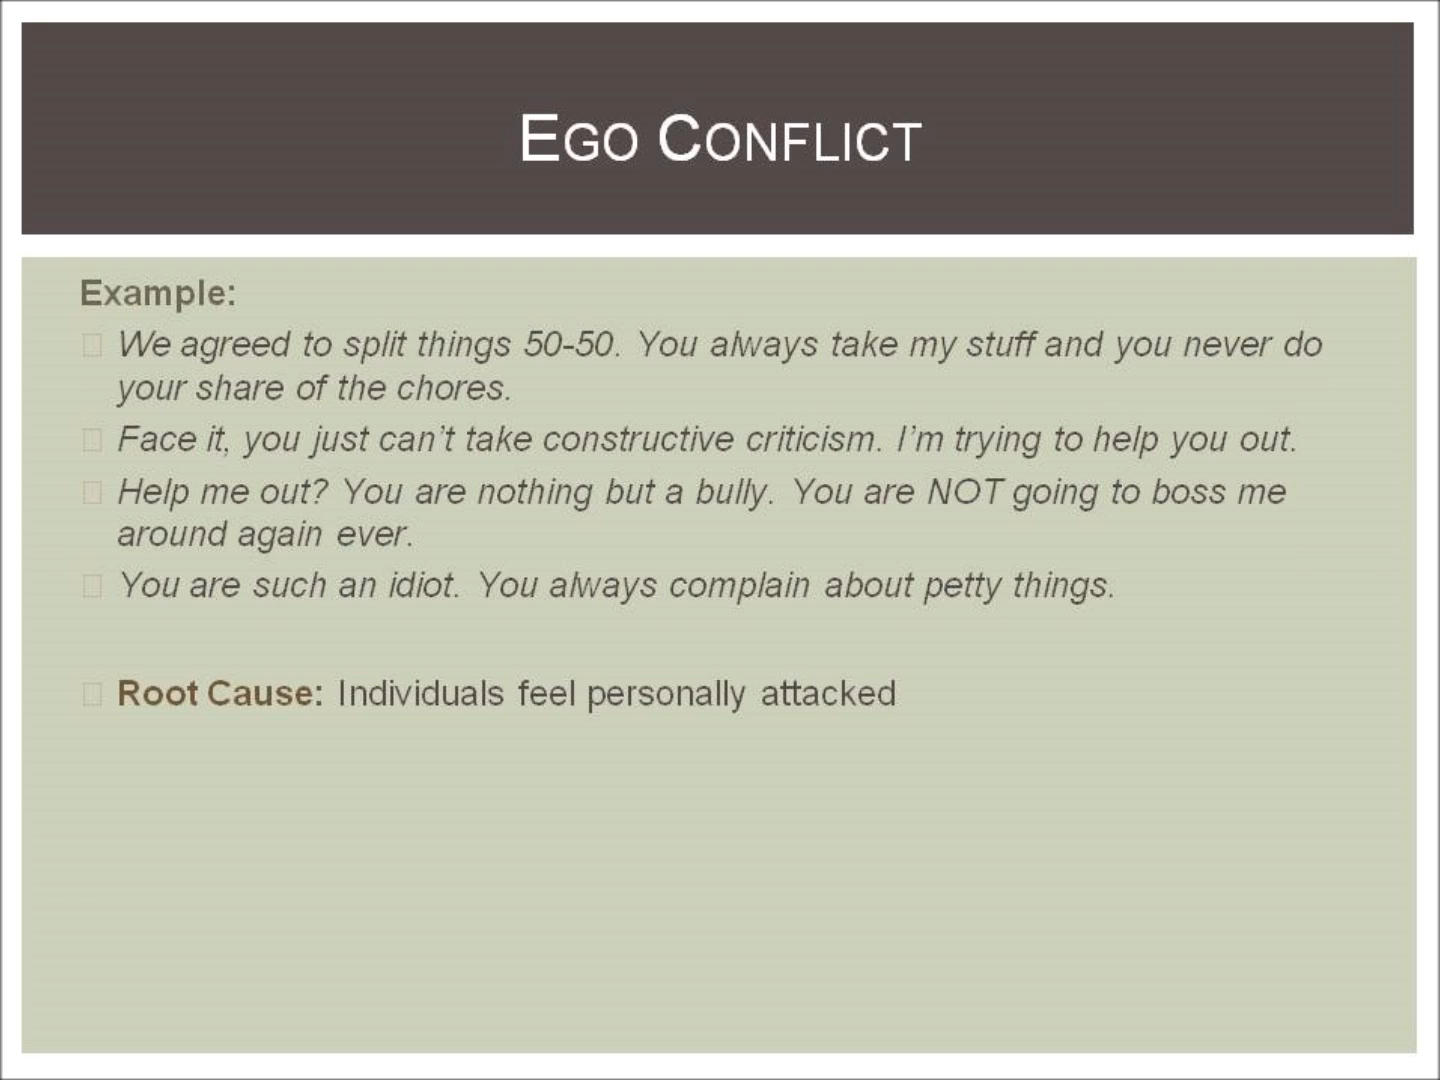 EGO CONFLICT
Example:
We agreed to split things 50-50. You always take my stuff and you never do
your share of the chores.
Face it, you just can’t take constructive criticism. I’m trying to help you out.
Help me out? You are nothing but a bully. You are NOT going to boss me
around again ever.
You are such an idiot. You always complain about petty things.
Root Cause: Individuals feel personally attacked